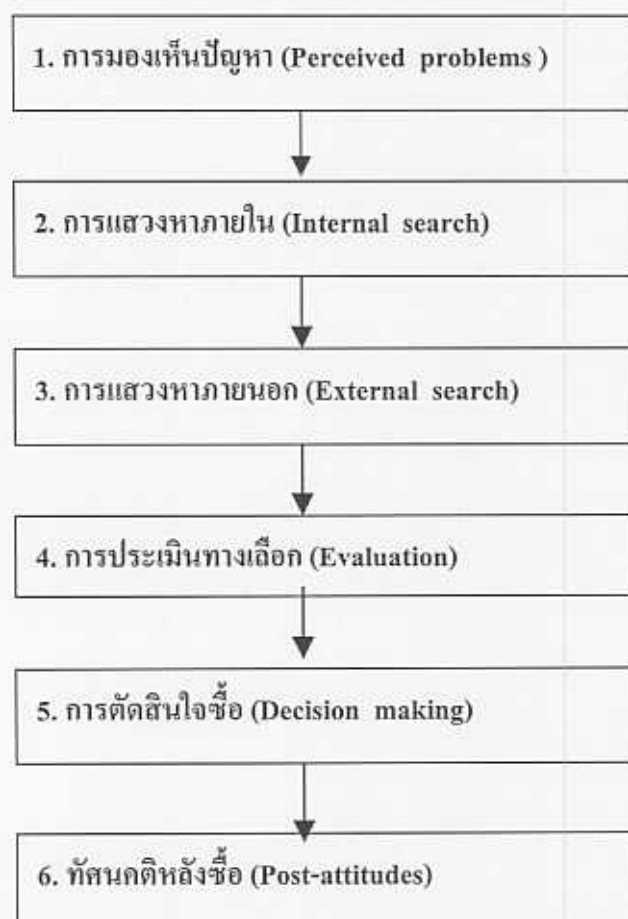 1. การมองเห็นปัญหา (Perceived problems )
2. การแสวงหาภายใน (Internal search)
3. การแสวงหาภายนอก (External search)
4. การประเมินทางเลือก (Evaluation)
5. การตัดสินใจซื้อ (Decision making)
6. ทัศนคติหลังซื้อ (Post-attitudes)